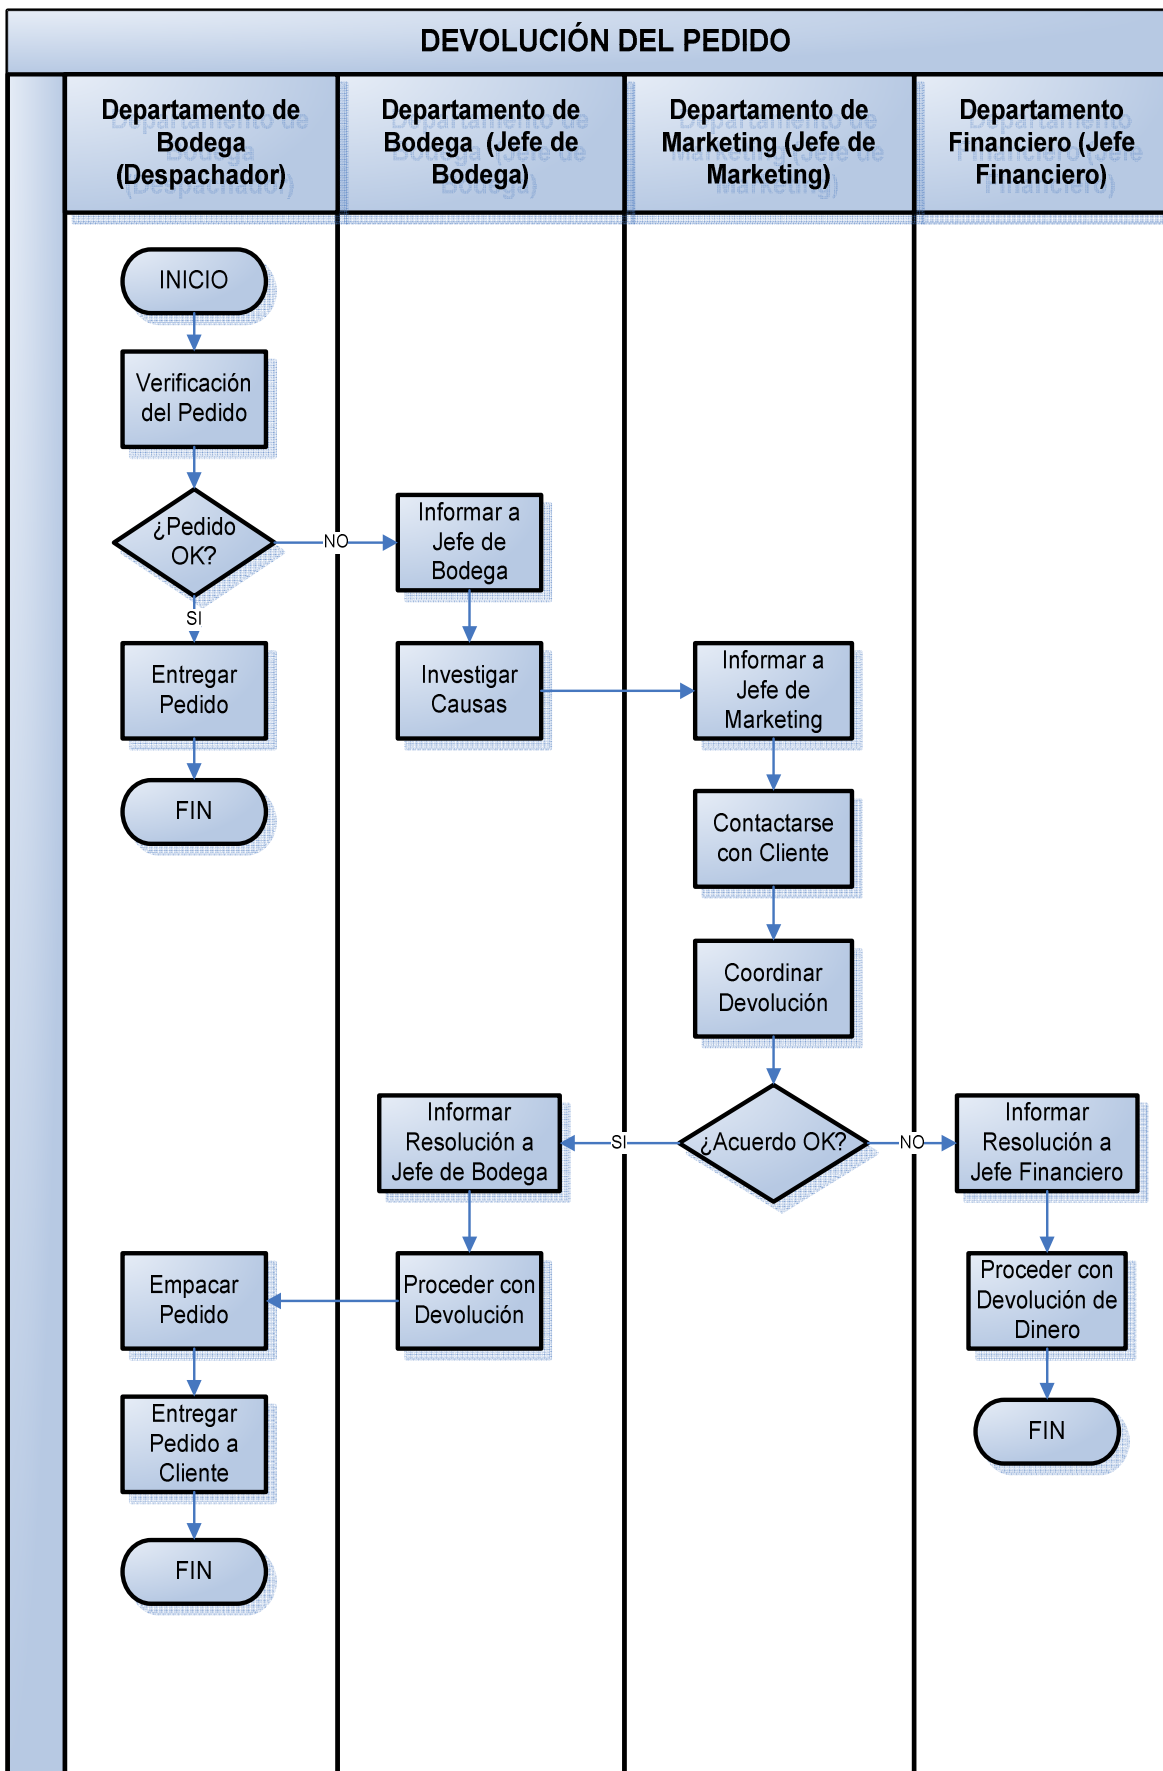 DEVOLUCIÓN DEL PEDIDO
Departamento de
Bodega
(Despachador)
Departamento de
Bodega (Jefe de
Bodega)
Departamento de
Marketing (Jefe de
Marketing)
Departamento
Financiero (Jefe
Financiero)
INICIO
Verificación
del Pedido
¿Pedido
OK?
NO
Informar a
Jefe de
Bodega
SI
Entregar
Pedido
Investigar
Causas
Informar a
Jefe de
Marketing
FIN
Contactarse
con Cliente
Coordinar
Devolución
Informar
Resolución a
Jefe de Bodega
SI
¿Acuerdo OK?
NO
Informar
Resolución a
Jefe Financiero
Empacar
Pedido
Proceder con
Devolución
Proceder con
Devolución de
Dinero
Entregar
Pedido a
Cliente
FIN
FIN